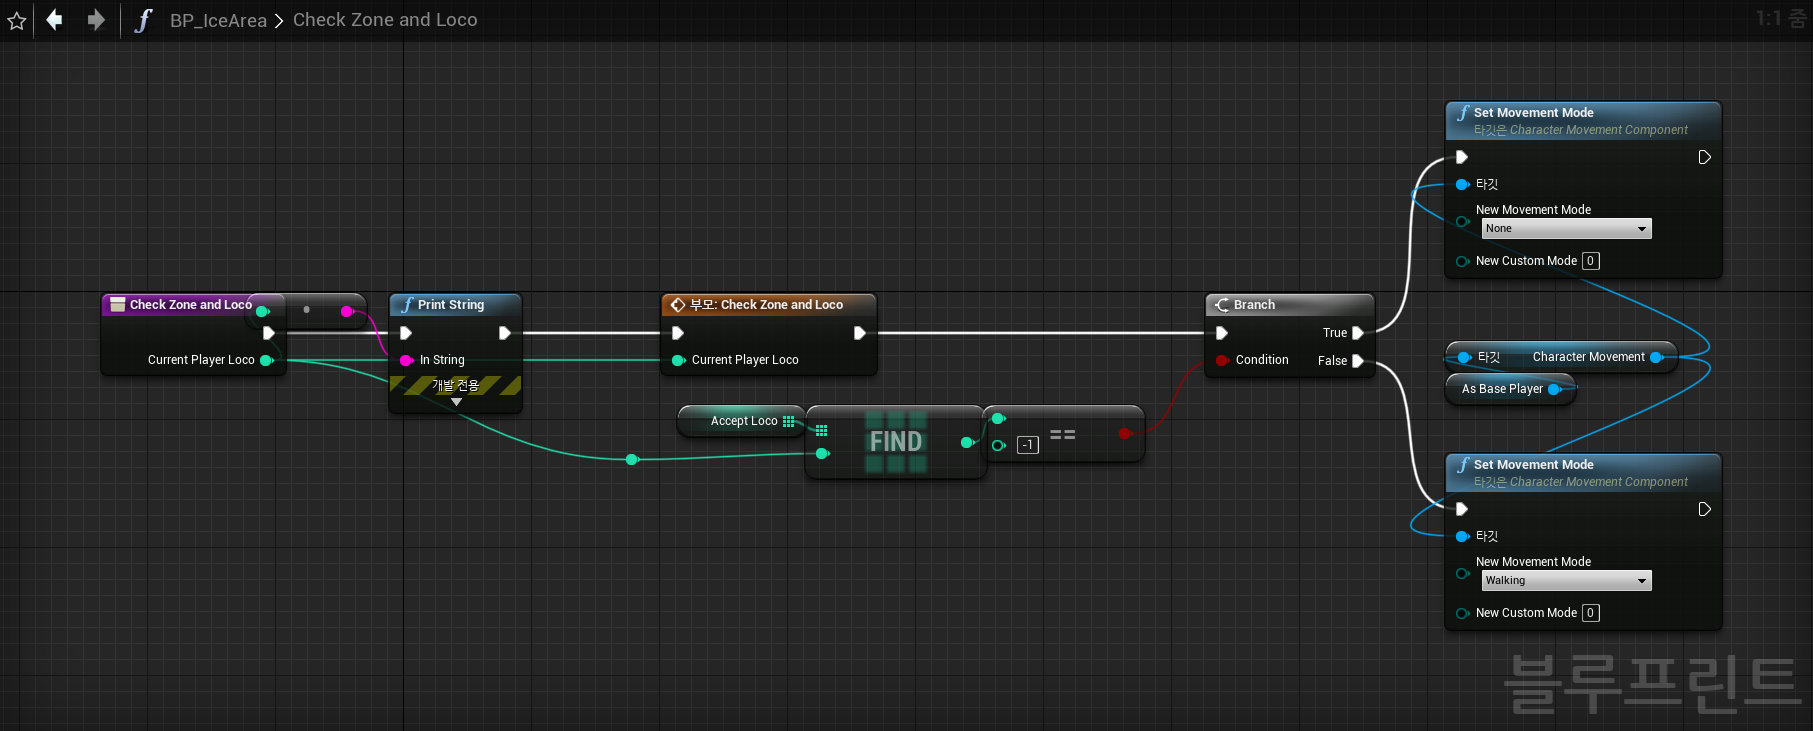 BP_IceArea > Check Zone and Loco
1:1 줌
Set Movement Mode
타깃은 Character Movement Component
타깃
New Movement Mode
None
New Custom Mode 0
Check Zone and Loco
Current Player Loco
Print String
In String
개발 전용
부모: Check Zone and Loco
Current Player Loco
Branch
True
Condition
False
타깃 Character Movement
As Base Player
Accept Loco
FIND
-1
==
Set Movement Mode
타깃은 Character Movement Component
타깃
New Movement Mode
Walking
New Custom Mode 0
블루프린트